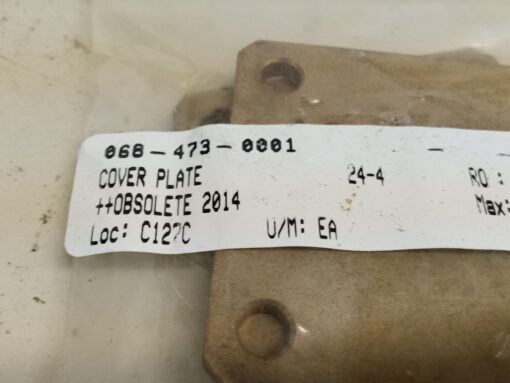 068-473-0001 - -
COVER PLATE 24-4 RO :
++OBSOLETE 2014 Max:
Loc: C127C U/M: EA